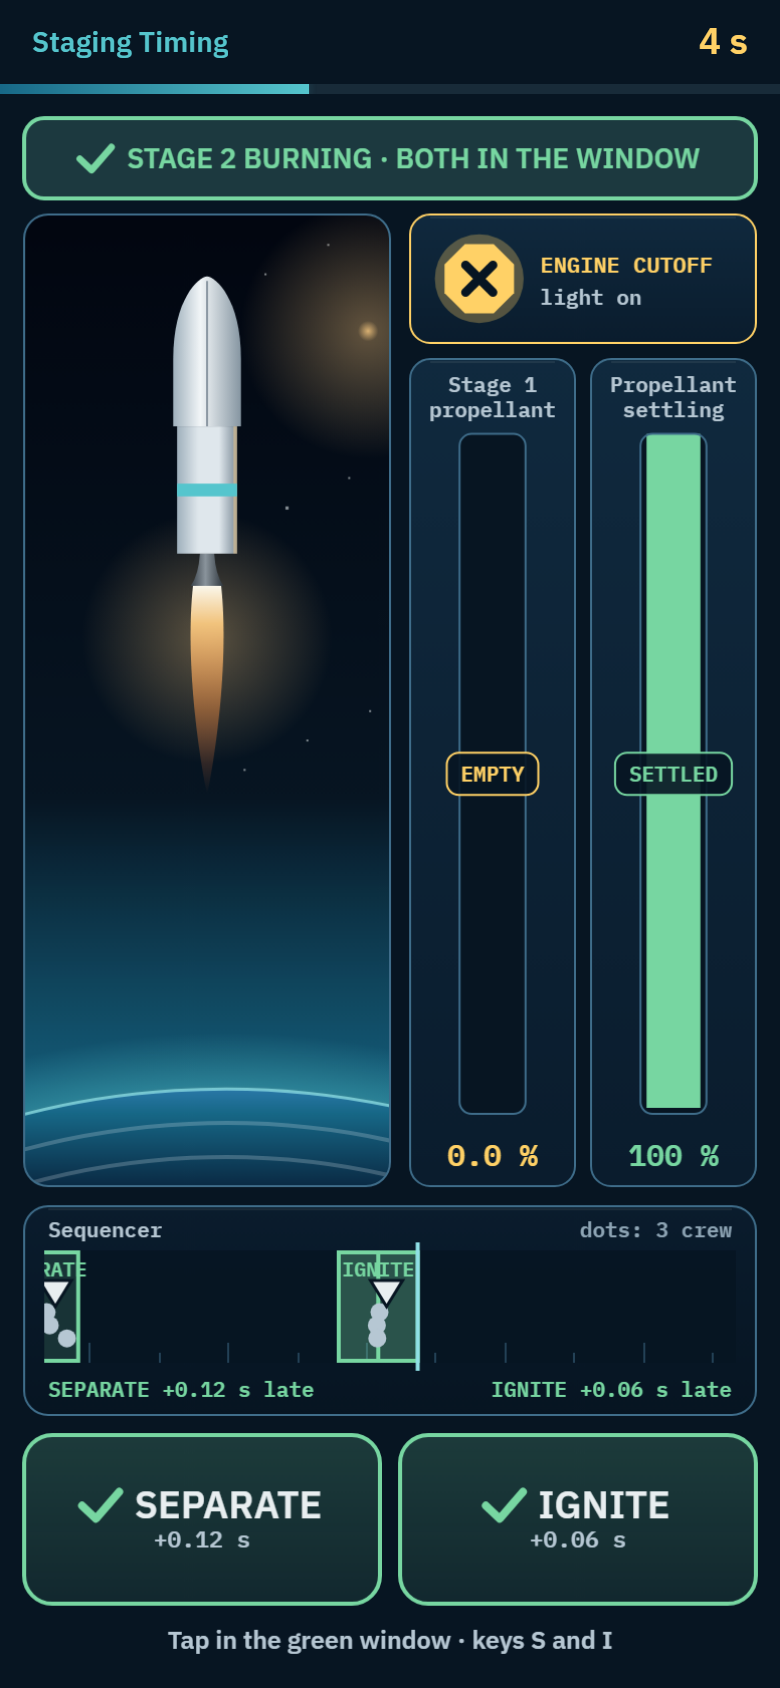 Staging Timing
4 s
STAGE 2 BURNING · BOTH IN THE WINDOW
ENGINE CUTOFF
light on
Stage 1
propellant
EMPTY
0.0 %
Propellant
settling
SETTLED
100 %
Sequencer
dots: 3 crew
RATE
IGNITE
SEPARATE +0.12 s late
IGNITE +0.06 s late
SEPARATE
+0.12 s
IGNITE
+0.06 s
Tap in the green window · keys S and I